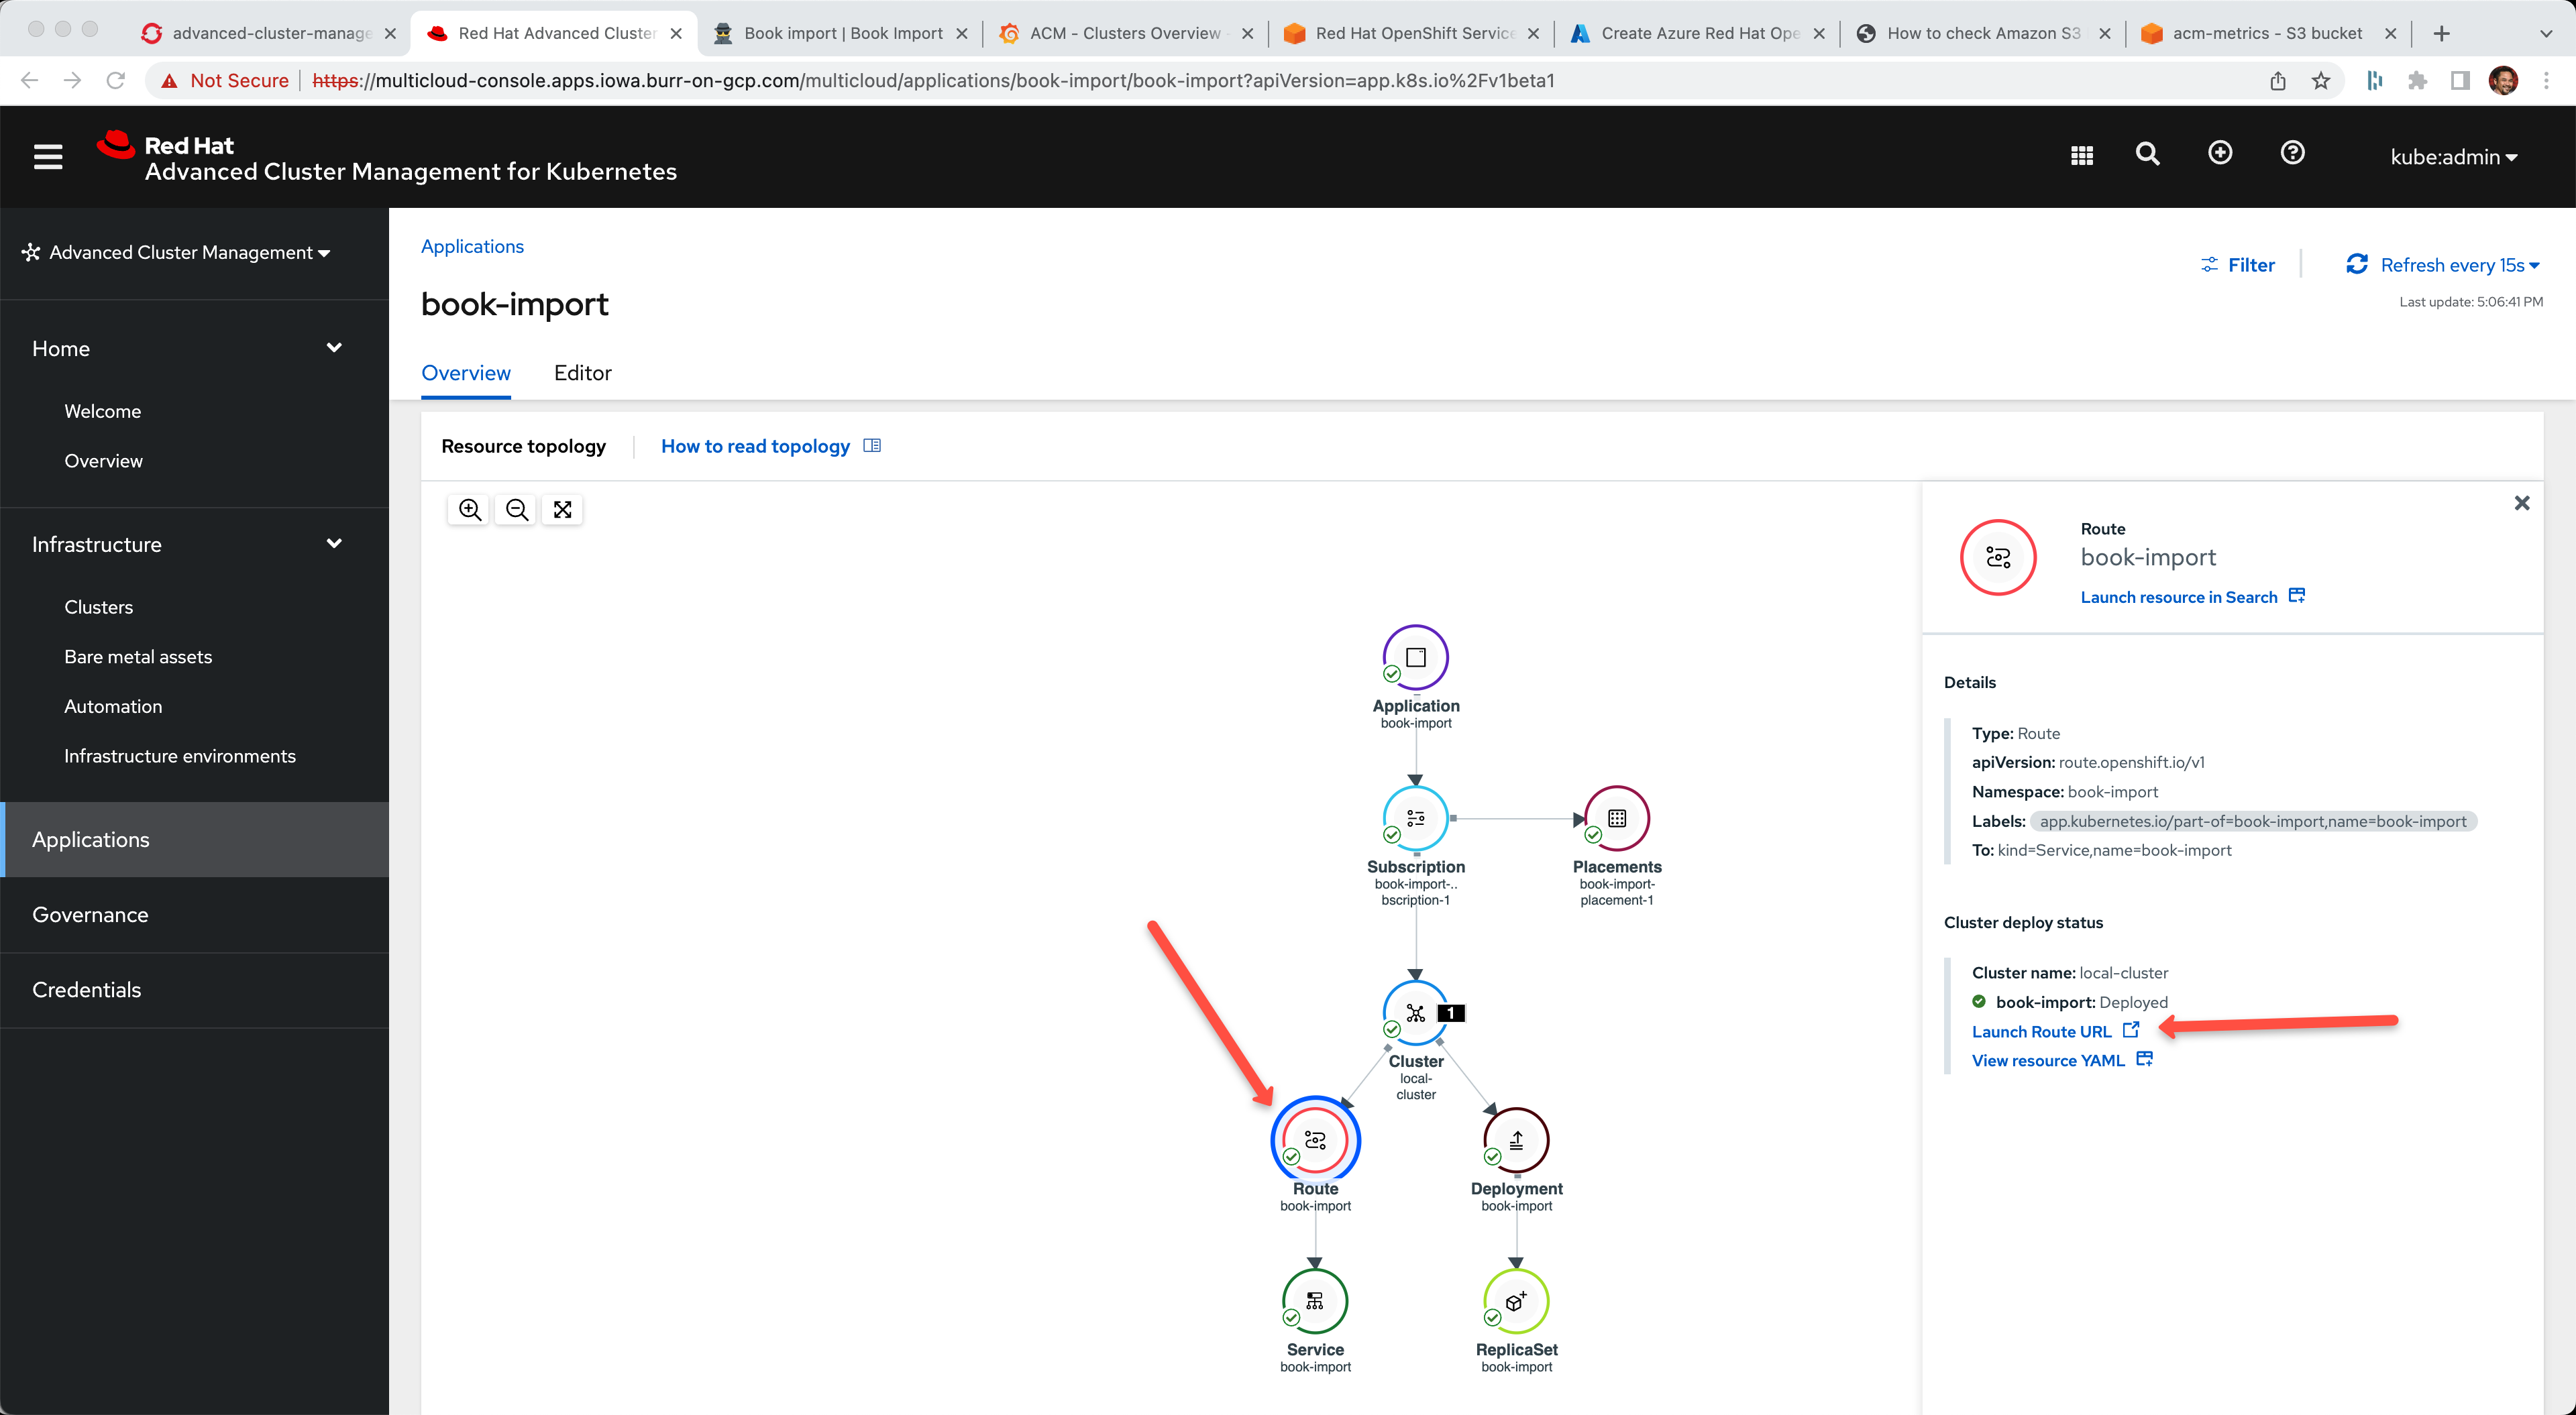 advanced-cluster-manage
Red Hat Advanced Cluster
Book import | Book Import
ACM - Clusters Overview -
Red Hat OpenShift Service
Create Azure Red Hat Ope
How to check Amazon S3
acm-metrics - S3 bucket
Not Secure
https://multicloud-console.apps.iowa.burr-on-gcp.com/multicloud/applications/book-import/book-import?apiVersion=app.k8s.io%2Fv1beta1
Red Hat
Advanced Cluster Management for Kubernetes
kube:admin
Advanced Cluster Management
Home
Welcome
Overview
Infrastructure
Clusters
Bare metal assets
Automation
Infrastructure environments
Applications
Governance
Credentials
Applications
book-import
Filter
Refresh every 15s
Last update: 5:06:41 PM
Overview
Editor
Resource topology
How to read topology
Application
book-import
Subscription
book-import-..
bscription-1
Placements
book-import-
placement-1
1
Cluster
local-
cluster
Route
book-import
Deployment
book-import
Service
book-import
ReplicaSet
book-import
Route
book-import
Launch resource in Search
Details
Type: Route
apiVersion: route.openshift.io/v1
Namespace: book-import
Labels: app.kubernetes.io/part-of=book-import,name=book-import
To: kind=Service,name=book-import
Cluster deploy status
Cluster name: local-cluster
book-import: Deployed
Launch Route URL
View resource YAML